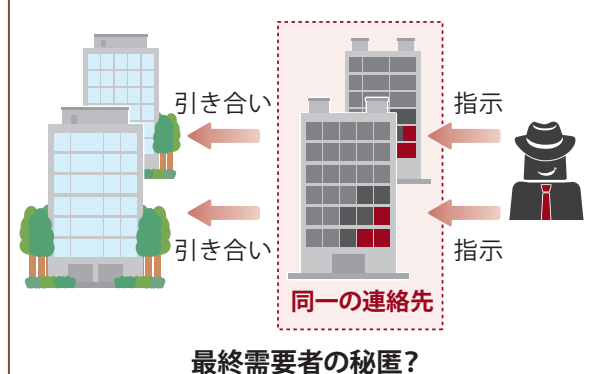 引き合い
指示
引き合い
指示
同一の連絡先
最終需要者の秘匿？